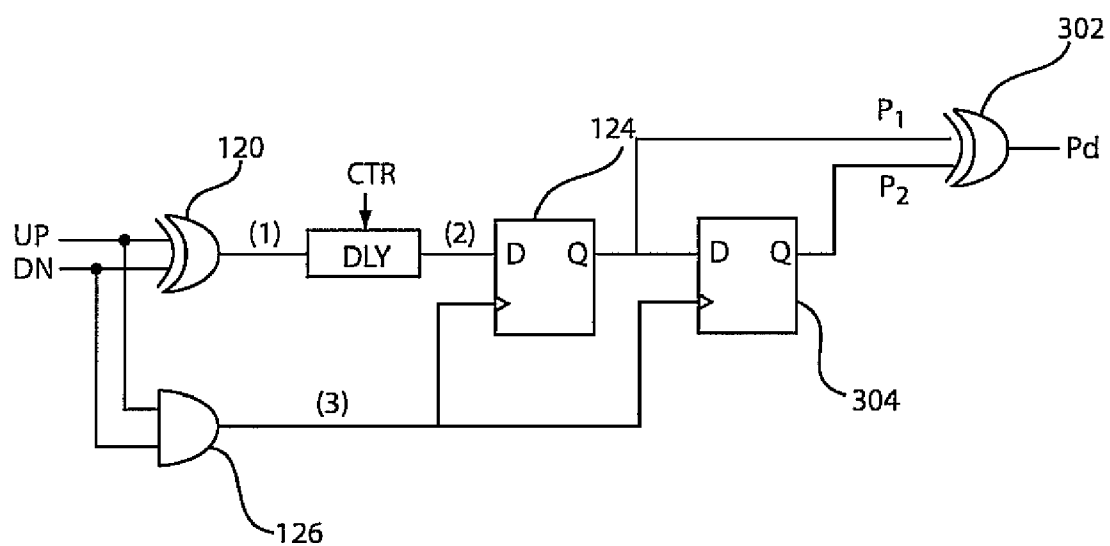 302
120
124
P1
Pd
CTR
P2
UP
(1)
(2)
DN
DLY
D
Q
D
Q
(3)
304
126